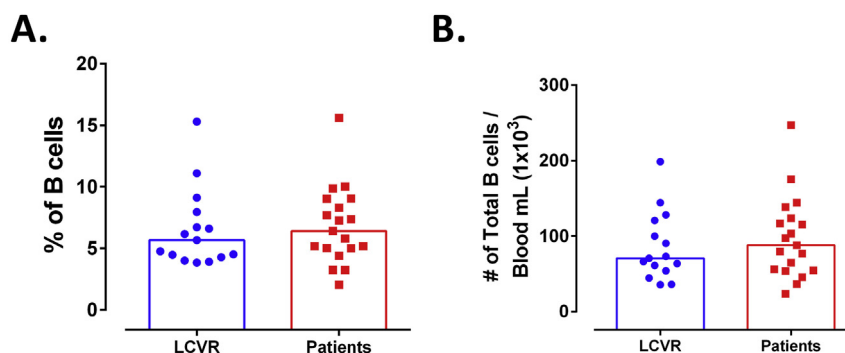 A.
% of B cells
20
15
10
5
0
LCVR Patients
B.
# of Total B cells /
Blood mL (1x10³)
300
200
100
0
LCVR Patients